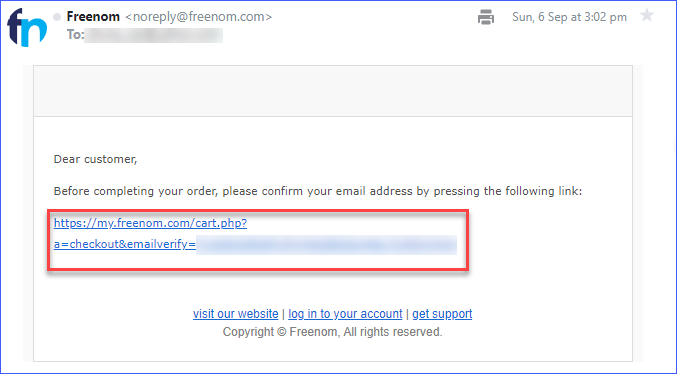 fn
Freenom <noreply@freenom.com>
Sun, 6 Sep at 3:02 pm
To:
Dear customer,
Before completing your order, please confirm your email address by pressing the following link:
https://my.freenom.com/cart.php?
a=checkout&emailverify=
visit our website | log in to your account | get support
Copyright © Freenom, All rights reserved.